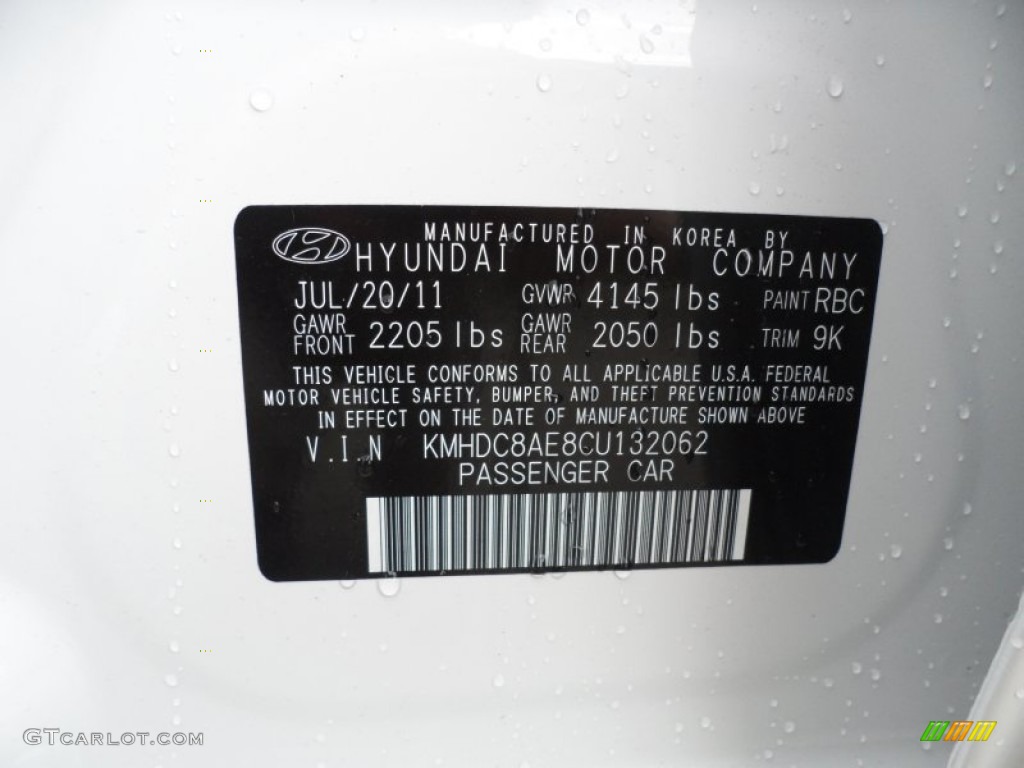 MANUFACTURED IN KOREA BY
HYUNDAI MOTOR COMPANY
JUL/20/11 GVWR 4145 lbs PAINT RBC
GAWR FRONT 2205 lbs GAWR REAR 2050 lbs TRIM 9K
THIS VEHICLE CONFORMS TO ALL APPLICABLE U.S.A. FEDERAL
MOTOR VEHICLE SAFETY, BUMPER, AND THEFT PREVENTION STANDARDS
IN EFFECT ON THE DATE OF MANUFACTURE SHOWN ABOVE
V.I.N KMHDC8AE8CU132062
PASSENGER CAR
GTCARLOT.COM